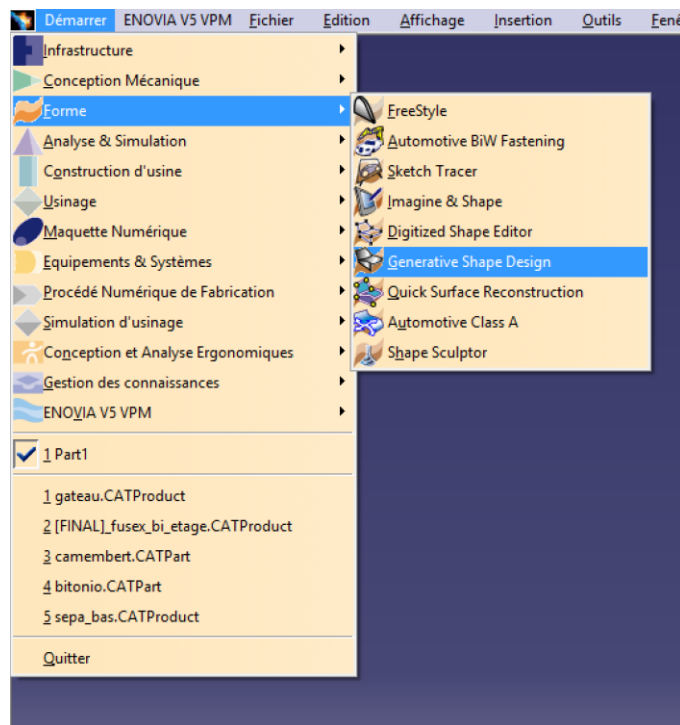 Démarrer ENOVIA V5 VPM Fichier Edition Affichage Insertion Outils Fené
Infrastructure
Conception Mécanique
Forme
Analyse & Simulation
Construction d'usine
Usinage
Maquette Numérique
Equipements & Systèmes
Procédé Numérique de Fabrication
Simulation d'usinage
Conception et Analyse Ergonomiques
Gestion des connaissances
ENOVIA V5 VPM
1 Part1
1 gateau.CATProduct
2 [FINAL]_fusex_bi_etage.CATProduct
3 camembert.CATPart
4 bitonio.CATPart
5 sepa_bas.CATProduct
Quitter
FreeStyle
Automotive BiW Fastening
Sketch Tracer
Imagine & Shape
Digitized Shape Editor
Generative Shape Design
Quick Surface Reconstruction
Automotive Class A
Shape Sculptor